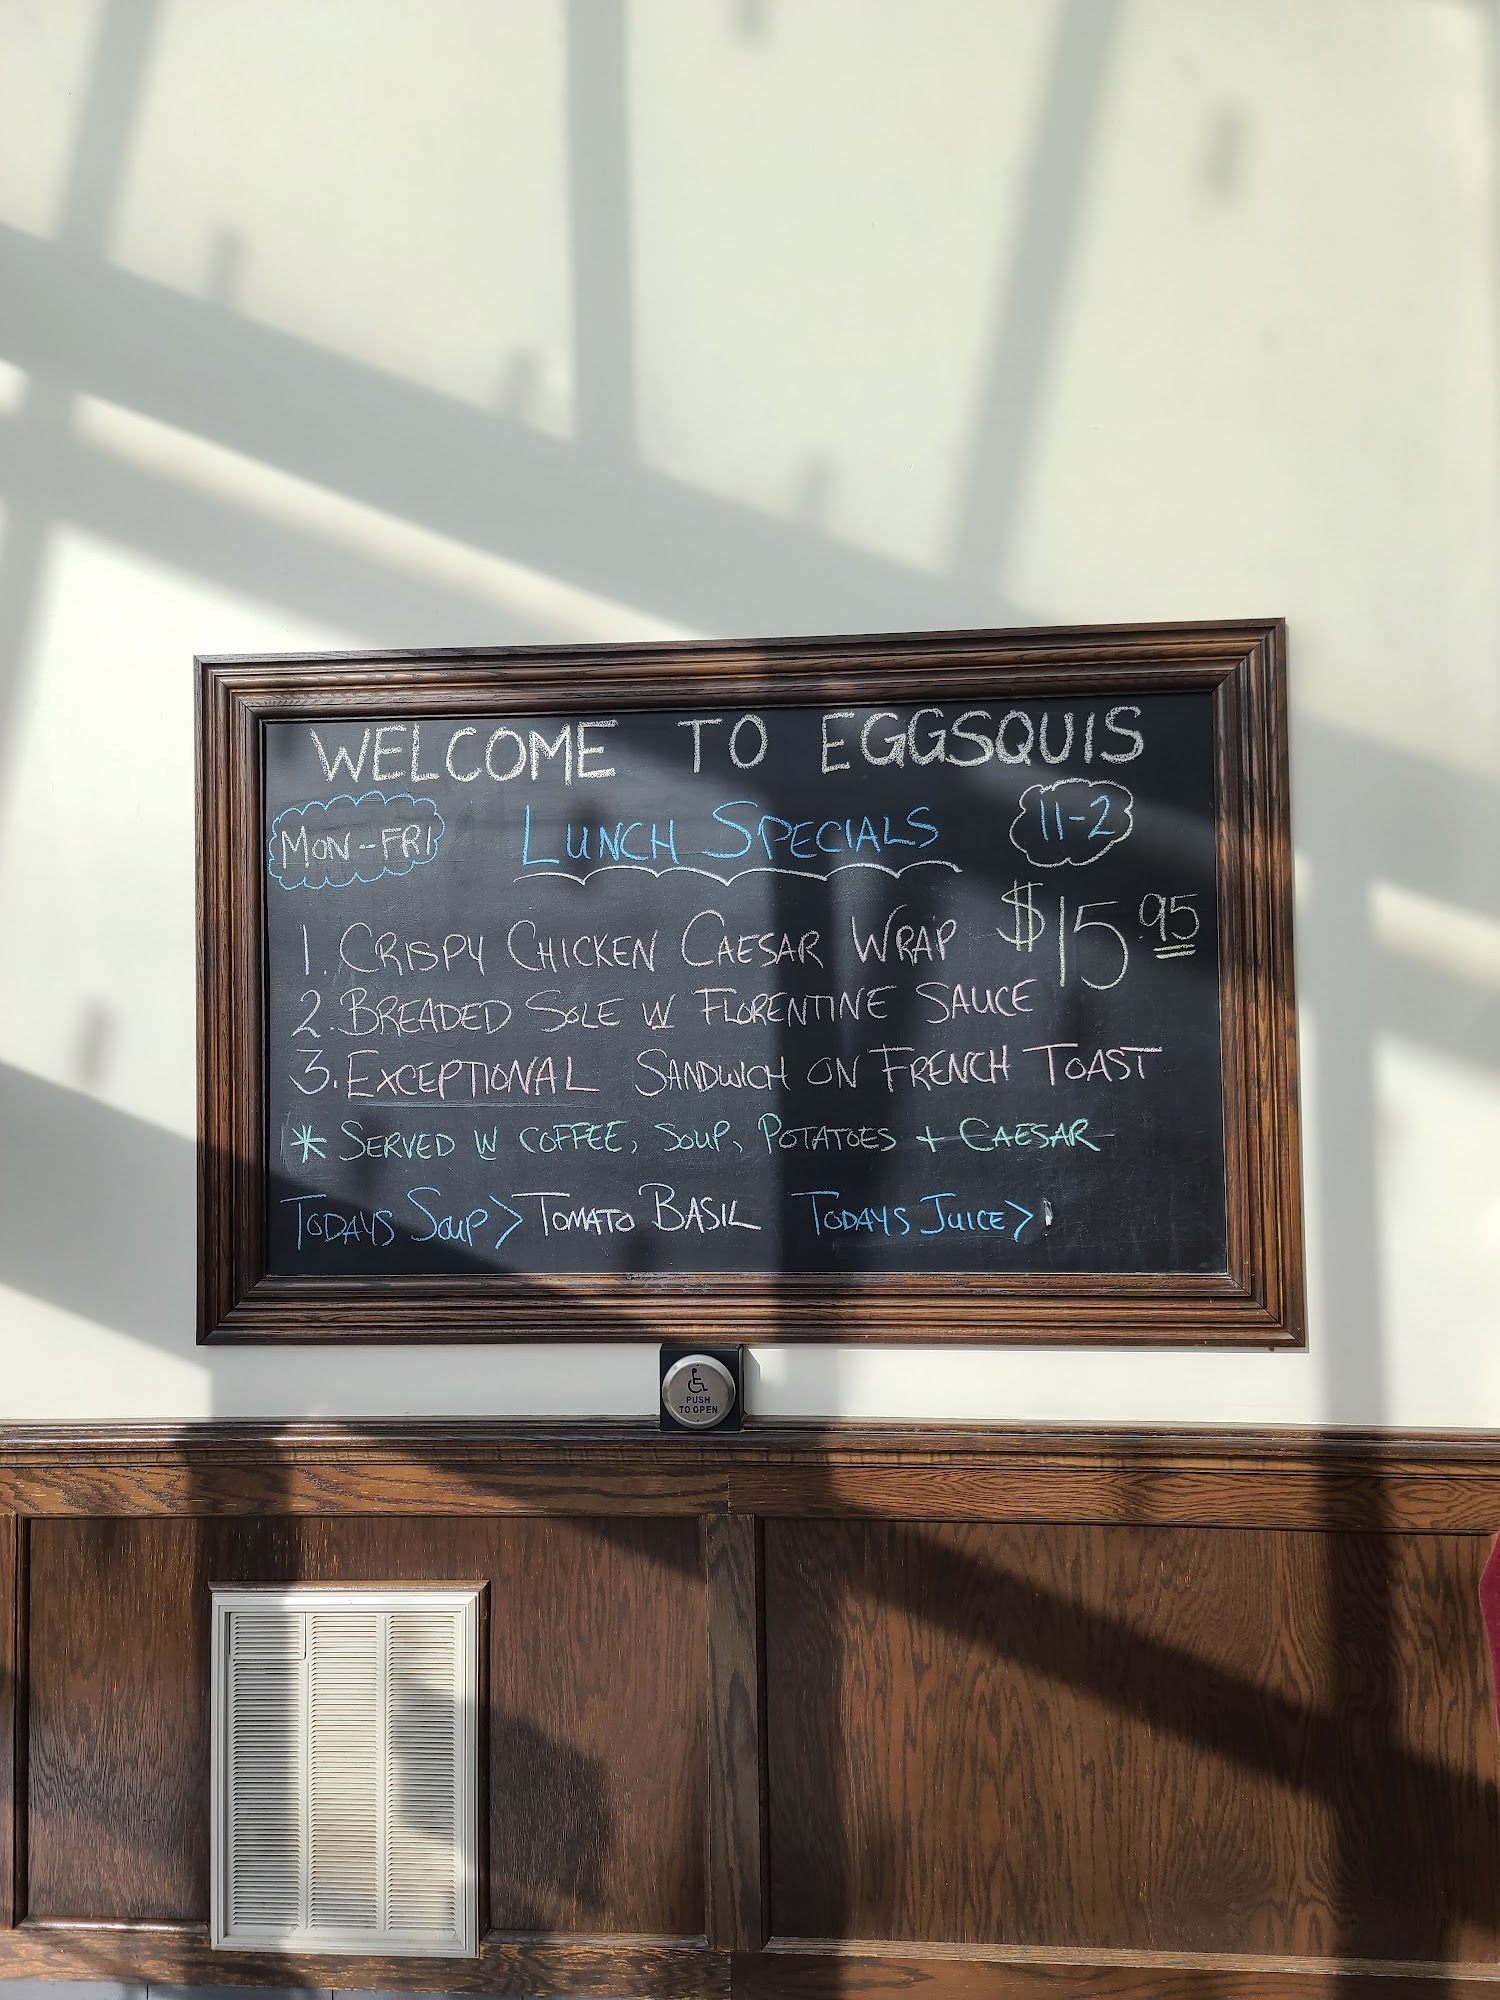 WELCOME TO EGGSQUIS
MON-FRI LUNCH SPECIALS 11-2
1. CRISPY CHICKEN CAESAR WRAP $15.95
2. BREADED SOLE W FLORENTINE SAUCE
3. EXCEPTIONAL SANDWICH ON FRENCH TOAST
* SERVED W COFFEE, SOUP, POTATOES + CAESAR
TODAYS SOUP > TOMATO BASIL TODAYS JUICE >
PUSH
TO OPEN